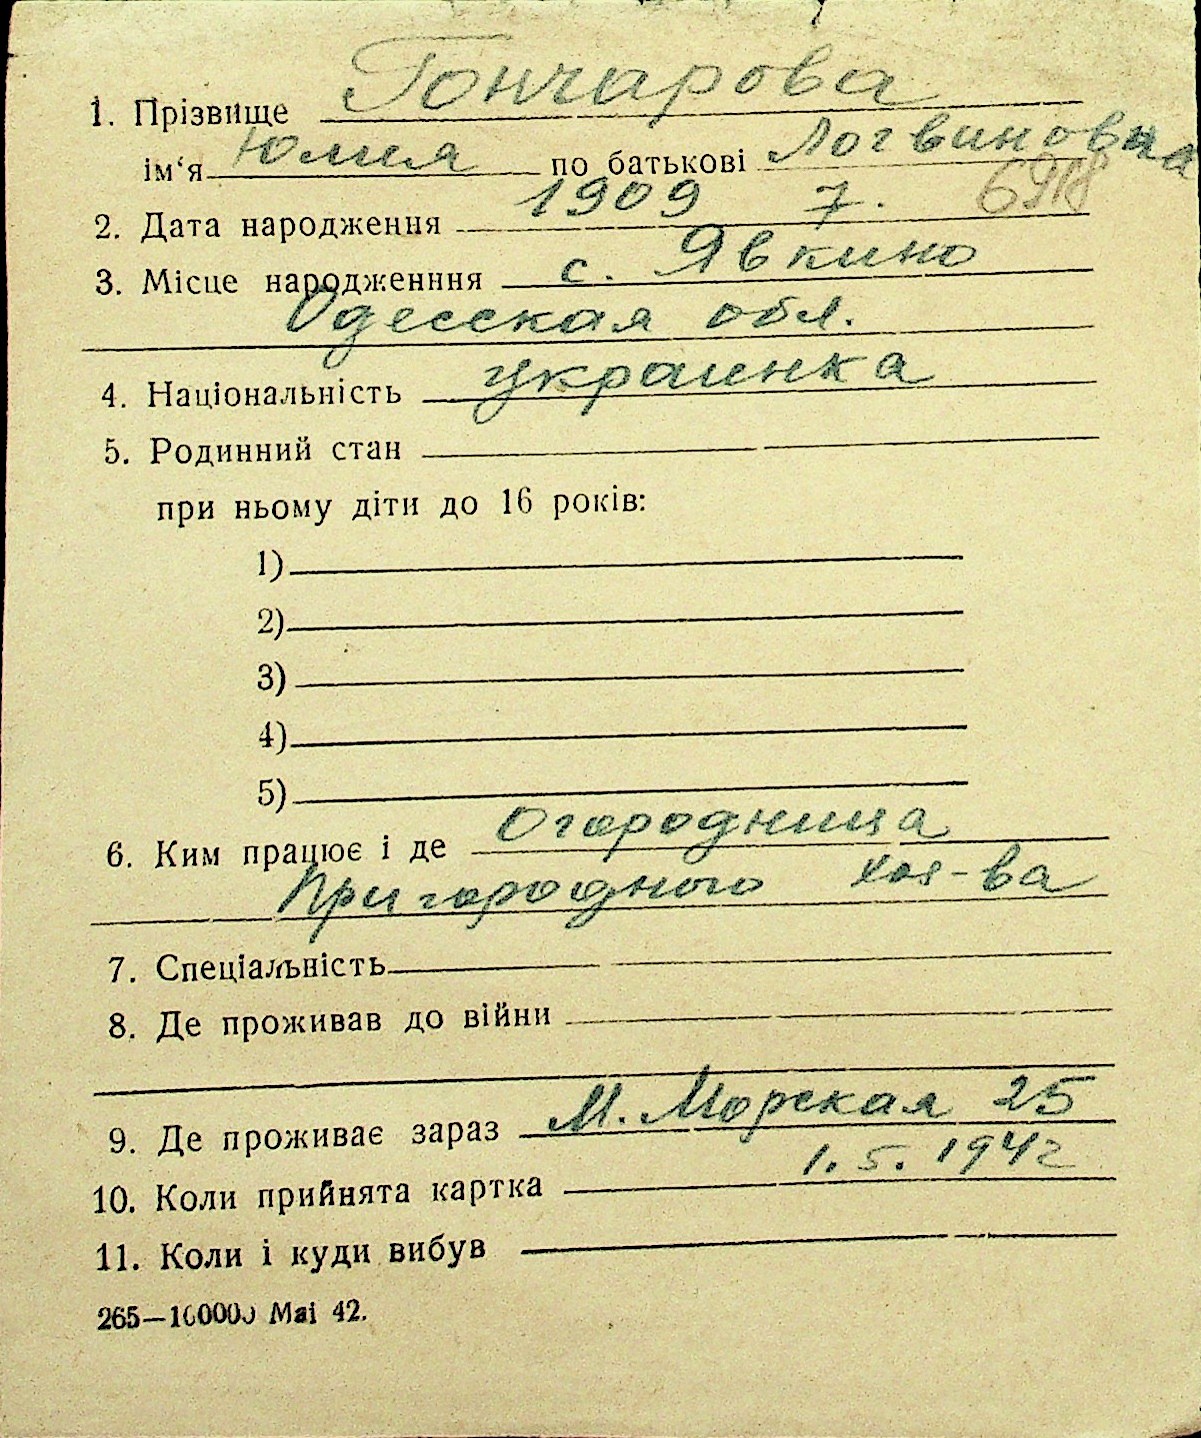 1. Прізвище Гончарова
ім‘я Юлия по батькові Логвиновна
2. Дата народження 1909 7. 6918
3. Місце народженння с. Явкино
Одесская обл.
4. Національність украинка
5. Родинний стан
при ньому діти до 16 років:
1)
2)
3)
4)
5)
6. Ким працює і де Огородница
Пригородного хоз-ва
7. Спеціальність
8. Де проживав до війни
9. Де проживає зараз М. Морская 25
10. Коли прийнята картка 1.5.1942
11. Коли і куди вибув
265—100000 Mai 42.